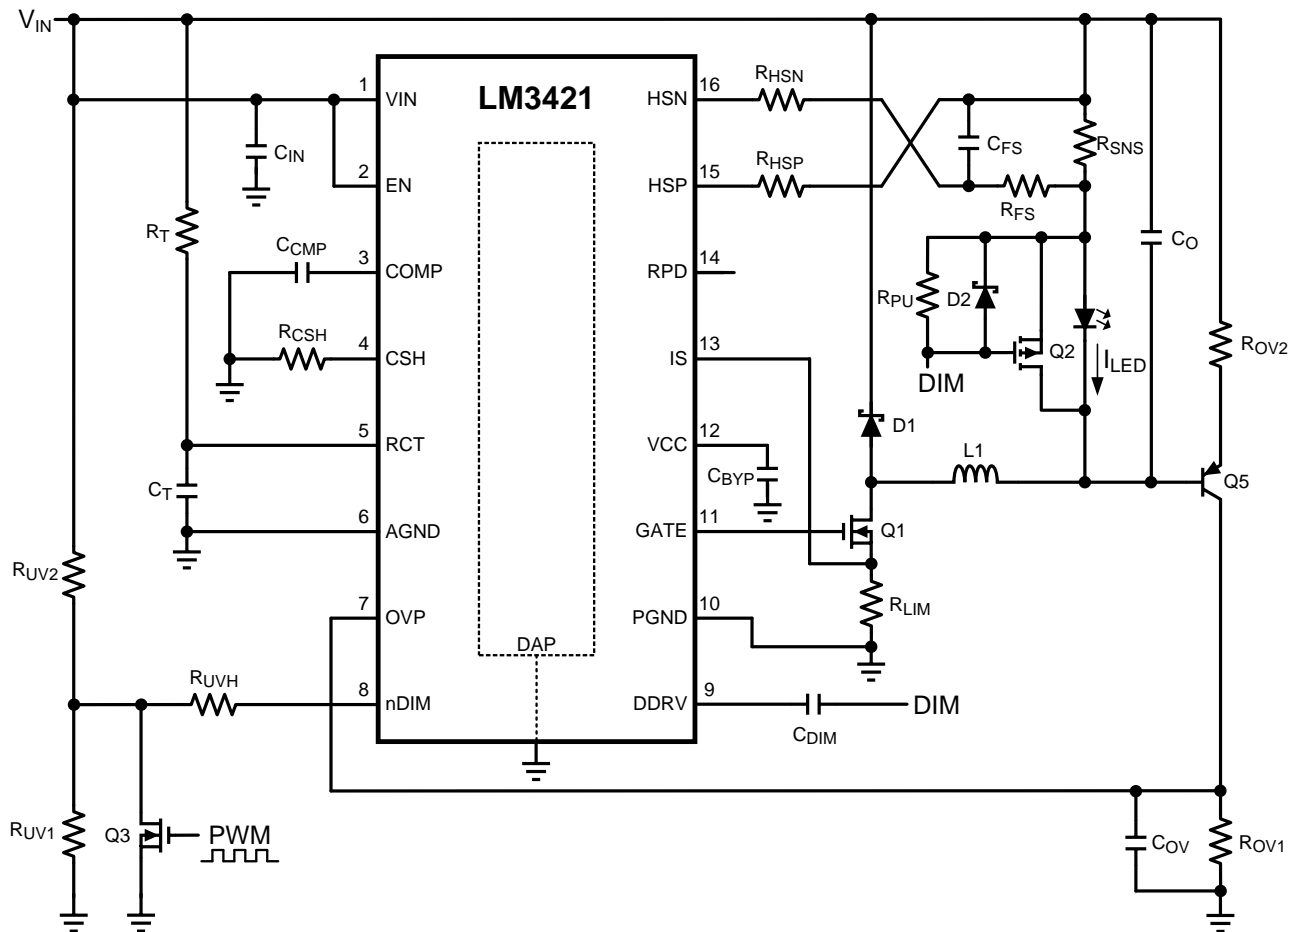 VIN
LM3421
1
VIN
16
HSN
RHSN
CIN
2
EN
15
HSP
RHSP
CFS
RSNS
RFS
RT
CCMP
3
COMP
14
RPD
RPU
D2
CO
Q2
ILED
DIM
RCSH
4
CSH
13
IS
ROV2
D1
5
RCT
12
VCC
CBYP
L1
Q5
CT
6
AGND
11
GATE
Q1
RUV2
RLIM
7
OVP
10
PGND
DAP
RUVH
8
nDIM
9
DDRV
CDIM
DIM
RUV1
Q3
PWM
COV
ROV1